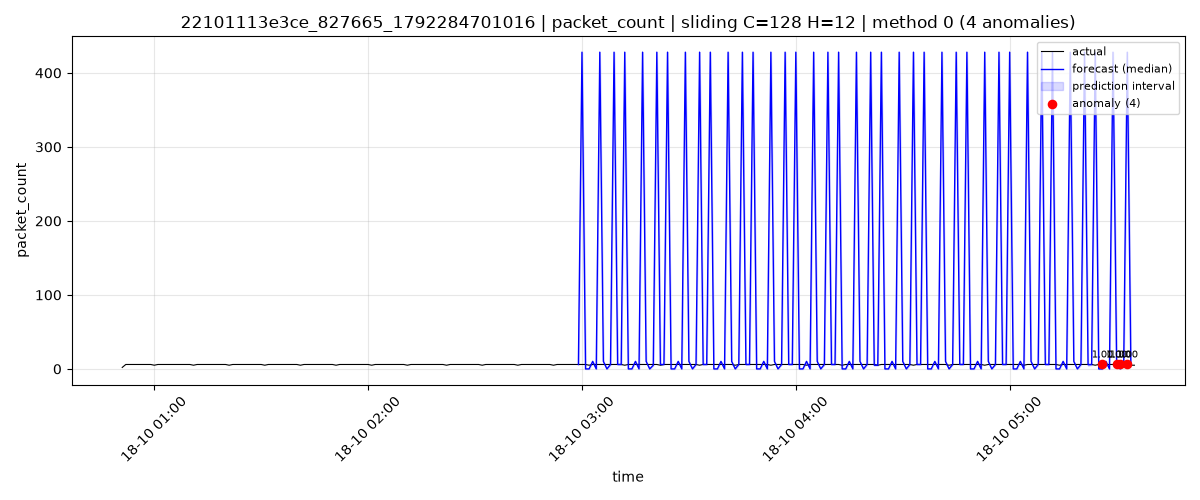 22101113e3ce_827665_1792284701016 | packet_count | sliding C=128 H=12 | method 0 (4 anomalies)
actual
forecast (median)
prediction interval
anomaly (4)
packet_count
400
300
200
100
0
18-10 01:00
18-10 02:00
18-10 03:00
18-10 04:00
18-10 05:00
time